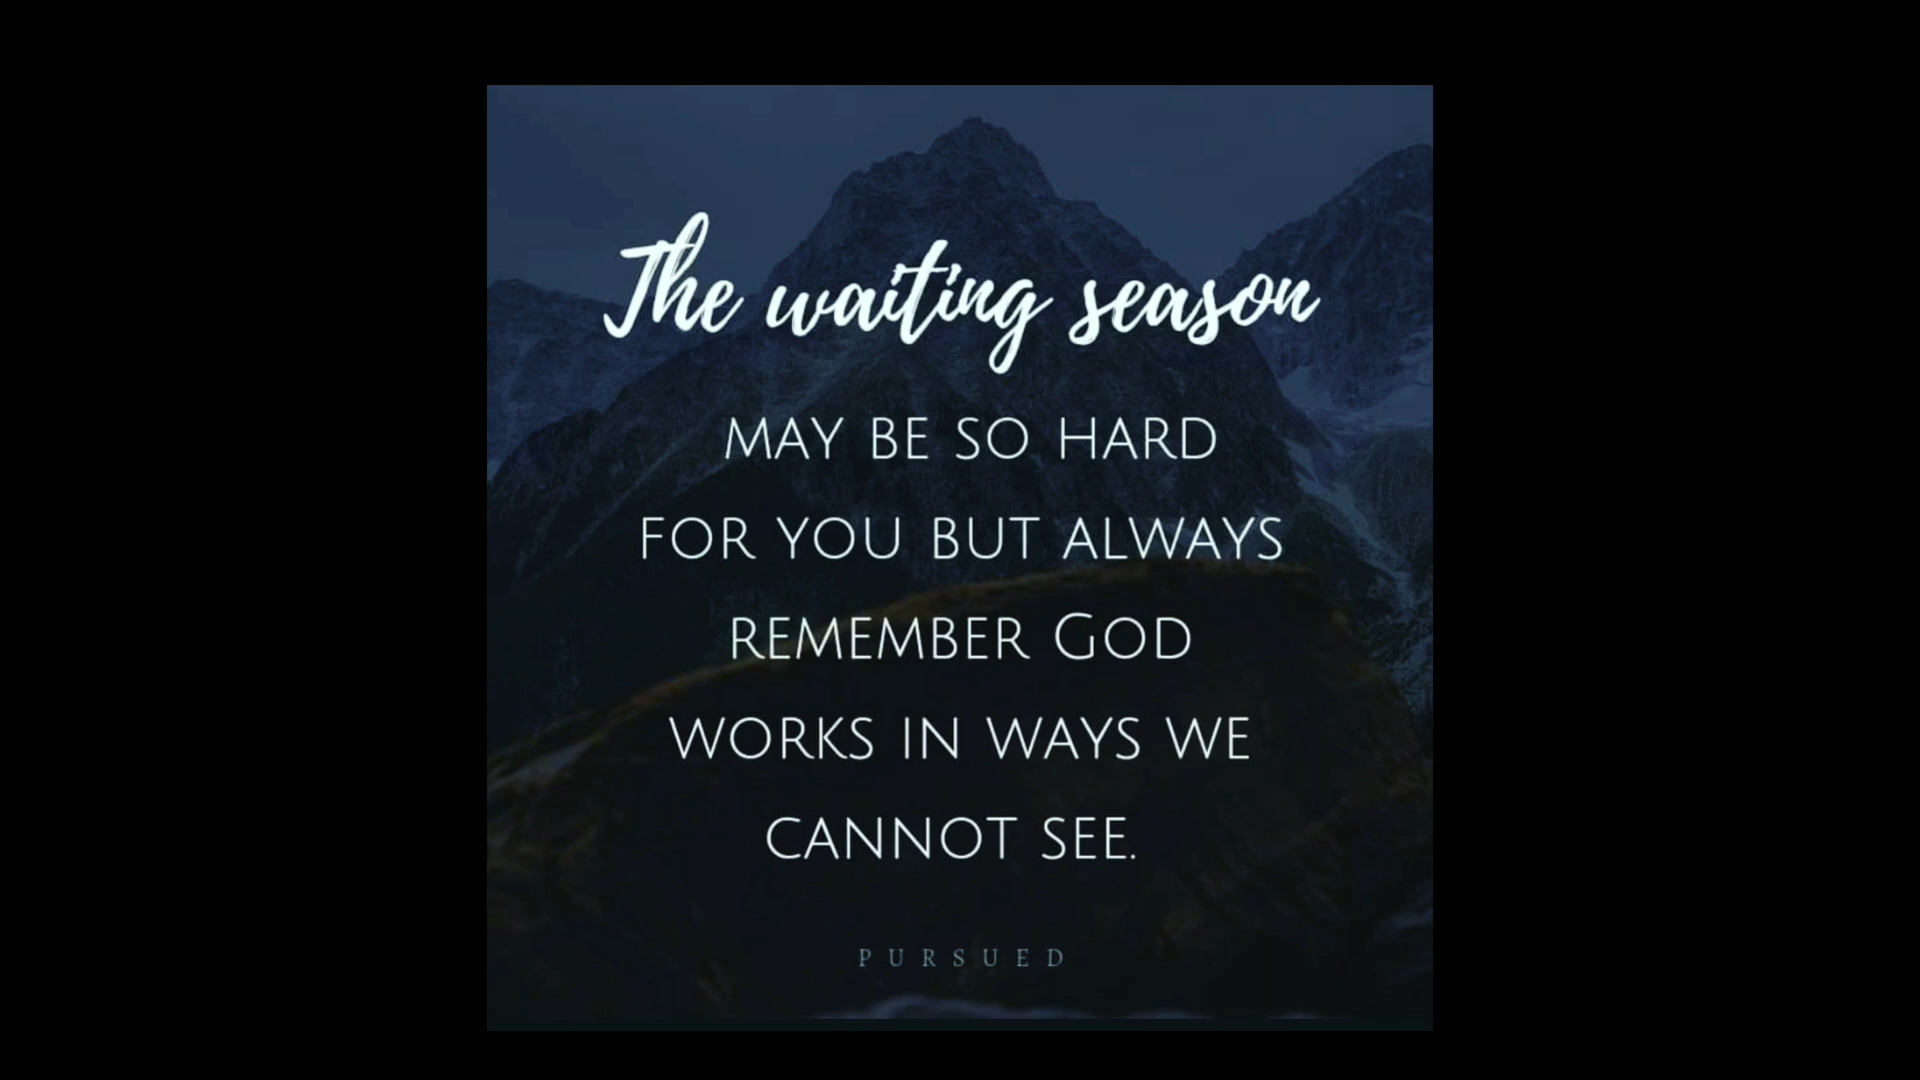 The waiting season
MAY BE SO HARD
FOR YOU BUT ALWAYS
REMEMBER GOD
WORKS IN WAYS WE
CANNOT SEE.
PURSUED